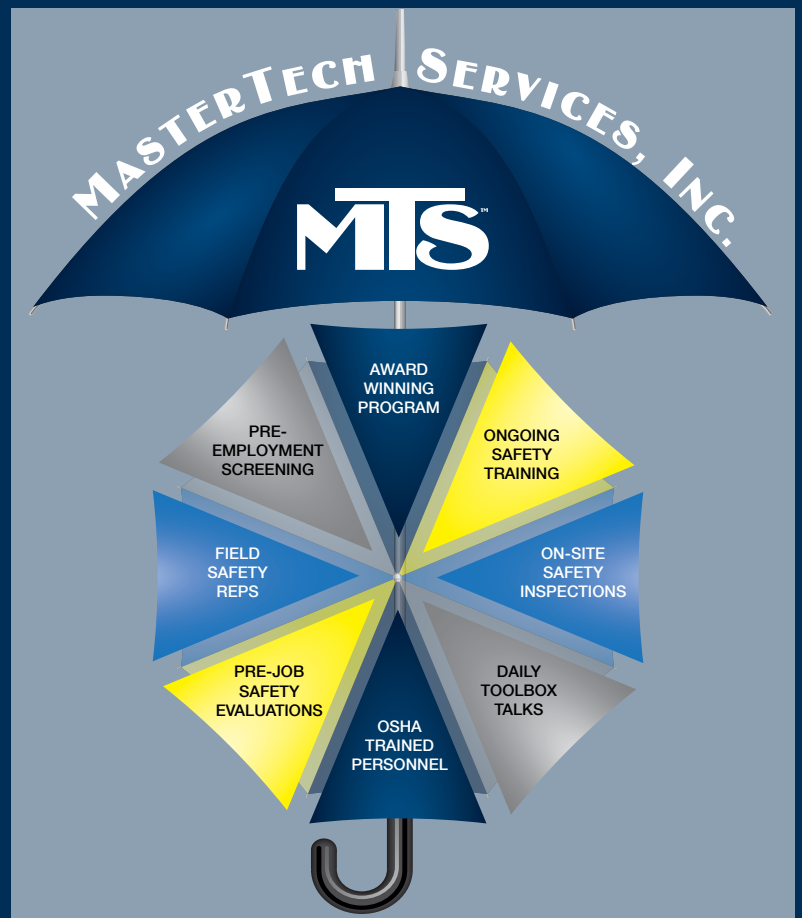 MASTERTECH SERVICES, INC.
MTS™
AWARD
WINNING
PROGRAM
ONGOING
SAFETY
TRAINING
ON-SITE
SAFETY
INSPECTIONS
DAILY
TOOLBOX
TALKS
OSHA
TRAINED
PERSONNEL
PRE-JOB
SAFETY
EVALUATIONS
FIELD
SAFETY
REPS
PRE-
EMPLOYMENT
SCREENING